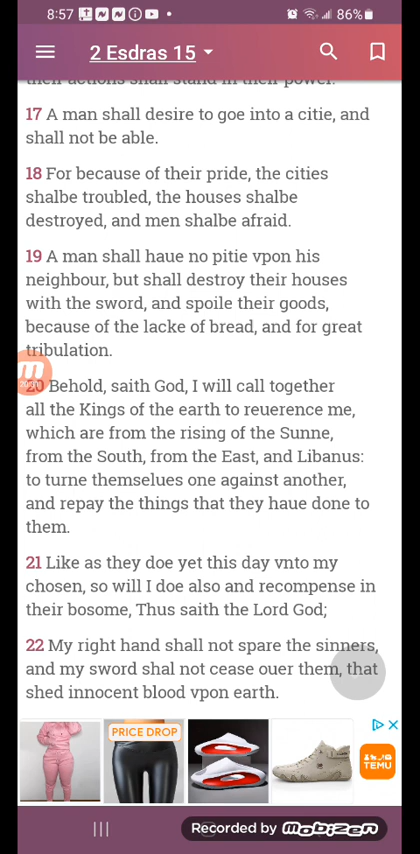 8:57
86%
2 Esdras 15
their actions shall stand in their power.
17 A man shall desire to goe into a citie, and
shall not be able.
18 For because of their pride, the cities
shalbe troubled, the houses shalbe
destroyed, and men shalbe afraid.
19 A man shall haue no pitie vpon his
neighbour, but shall destroy their houses
with the sword, and spoile their goods,
because of the lacke of bread, and for great
tribulation.
20 Behold, saith God, I will call together
all the Kings of the earth to reuerence me,
which are from the rising of the Sunne,
from the South, from the East, and Libanus:
to turne themselues one against another,
and repay the things that they haue done to
them.
21 Like as they doe yet this day vnto my
chosen, so will I doe also and recompense in
their bosome, Thus saith the Lord God;
22 My right hand shall not spare the sinners,
and my sword shal not cease ouer them, that
shed innocent blood vpon earth.
PRICE DROP
TEMU
Recorded by mobizen